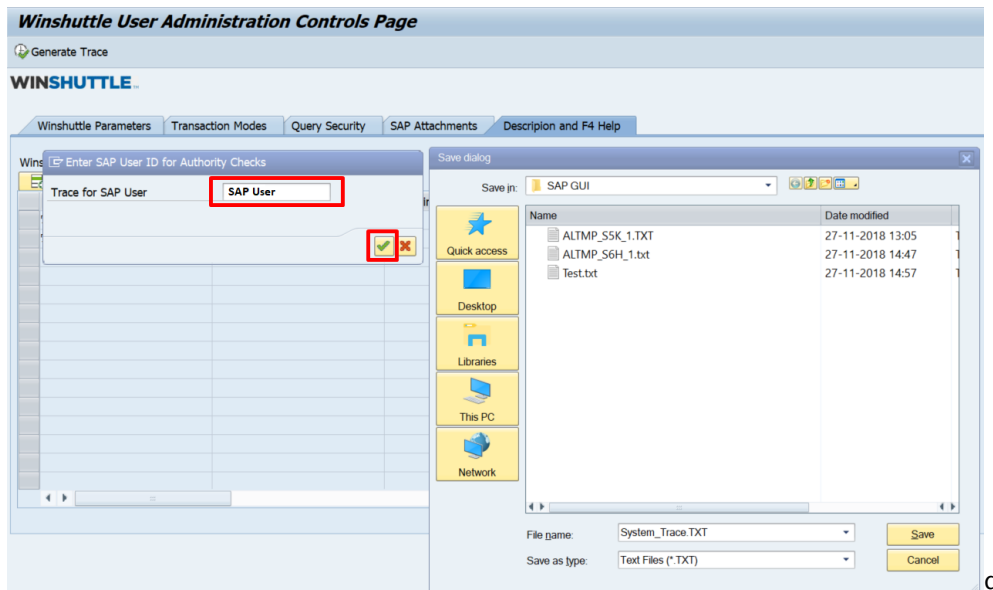 Winshuttle User Administration Controls Page
Generate Trace
WINSHUTTLE
Winshuttle Parameters
Transaction Modes
Query Security
SAP Attachments
Descripion and F4 Help
Wins
Enter SAP User ID for Authority Checks
Trace for SAP User
SAP User
Save dialog
Save in:
SAP GUI
Name
Date modified
ALTMP_S5K_1.TXT
27-11-2018 13:05
ALTMP_S6H_1.txt
27-11-2018 14:47
Test.txt
27-11-2018 14:57
Quick access
Desktop
Libraries
This PC
Network
File name:
System_Trace.TXT
Save
Save as type:
Text Files (*.TXT)
Cancel